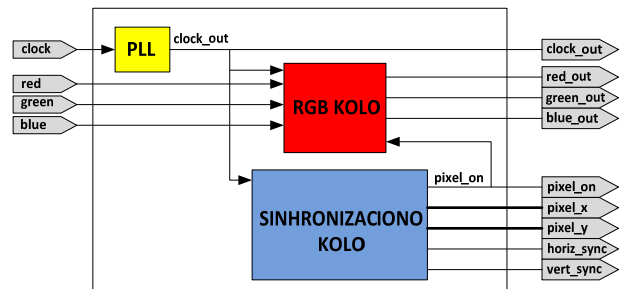 clock
PLL
clock_out
clock_out
red
green
blue
RGB KOLO
red_out
green_out
blue_out
pixel_on
SINHRONIZACIONO
KOLO
pixel_on
pixel_x
pixel_y
horiz_sync
vert_sync